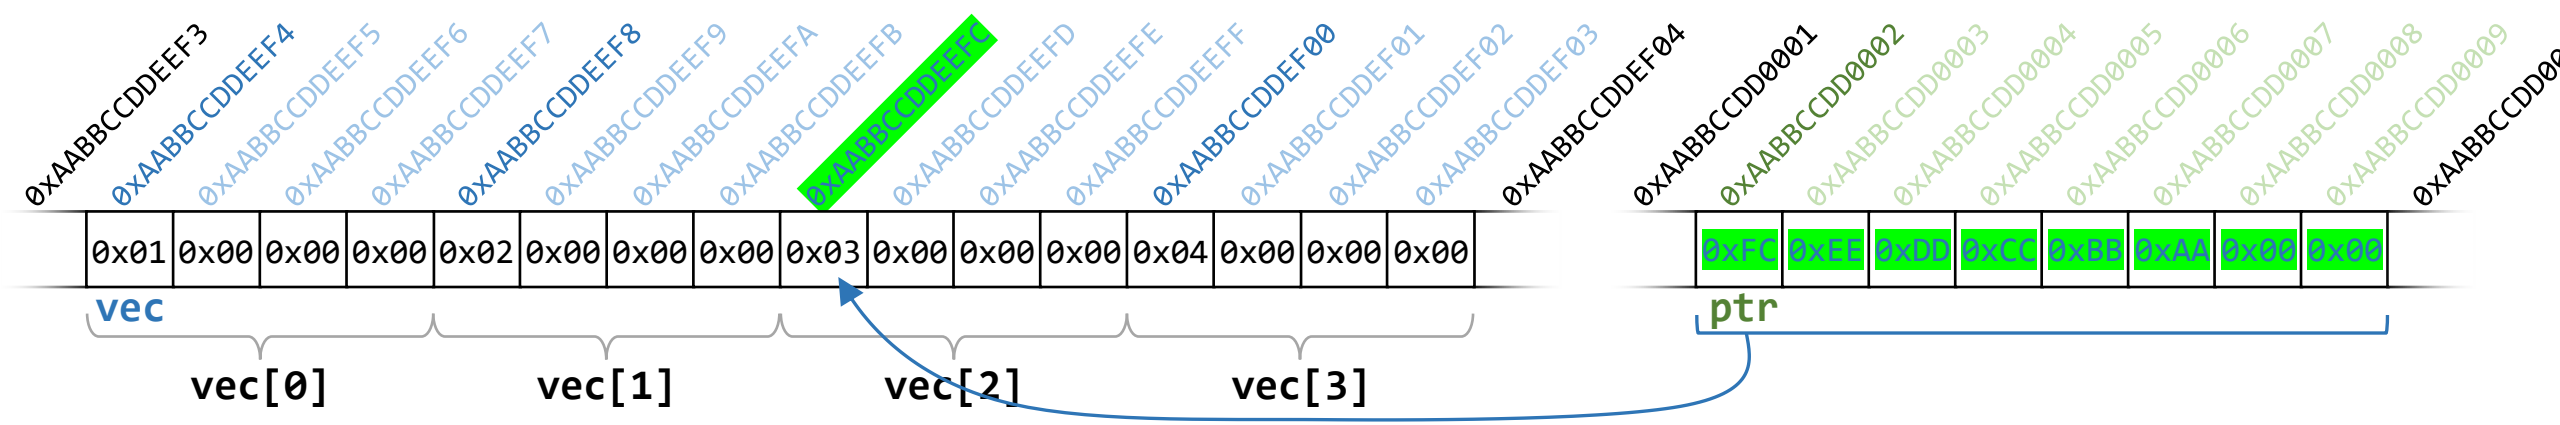 0xAABBCCDDEEF3 0xAABBCCDDEEF4 0xAABBCCDDEEF5 0xAABBCCDDEEF6 0xAABBCCDDEEF7 0xAABBCCDDEEF8 0xAABBCCDDEEF9 0xAABBCCDDEEFA 0xAABBCCDDEEFB 0xAABBCCDDEEFC 0xAABBCCDDEEFD 0xAABBCCDDEEFE 0xAABBCCDDEEFF 0xAABBCCDDEF00 0xAABBCCDDEF01 0xAABBCCDDEF02 0xAABBCCDDEF03 0xAABBCCDDEF04 0xAABBCCDD0001 0xAABBCCDD0002 0xAABBCCDD0003 0xAABBCCDD0004 0xAABBCCDD0005 0xAABBCCDD0006 0xAABBCCDD0007 0xAABBCCDD0008 0xAABBCCDD0009 0xAABBCCDD00
0x01 0x00 0x00 0x00 0x02 0x00 0x00 0x00 0x03 0x00 0x00 0x00 0x04 0x00 0x00 0x00 0xFC 0xEE 0xDD 0xCC 0xBB 0xAA 0x00 0x00
vec ptr
vec[0] vec[1] vec[2] vec[3]